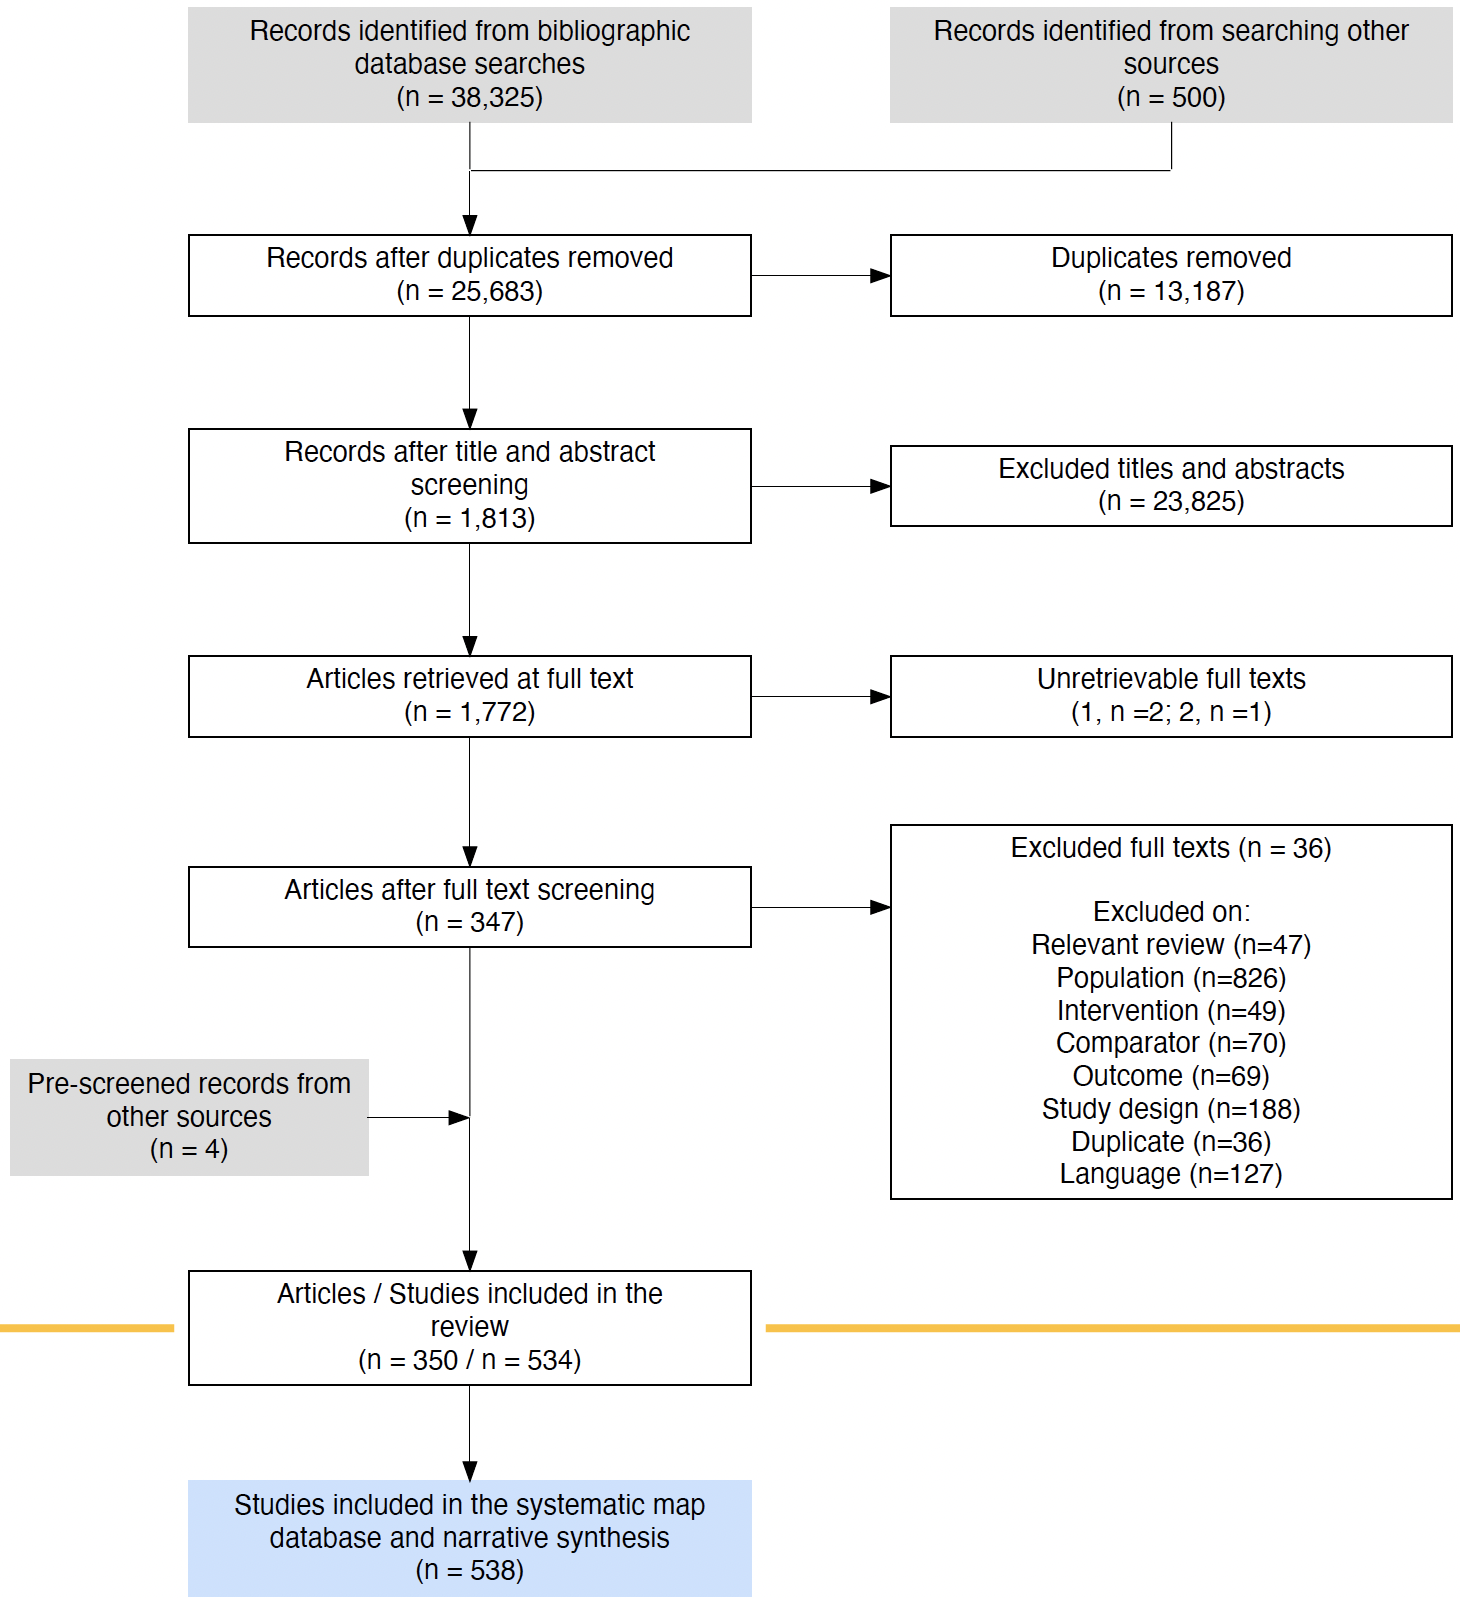 Records identified from bibliographic
database searches
(n = 38,325)
Records identified from searching other
sources
(n = 500)
Records after duplicates removed
(n = 25,683)
Duplicates removed
(n = 13,187)
Records after title and abstract
screening
(n = 1,813)
Excluded titles and abstracts
(n = 23,825)
Articles retrieved at full text
(n = 1,772)
Unretrievable full texts
(1, n =2; 2, n =1)
Articles after full text screening
(n = 347)
Excluded full texts (n = 36)
Excluded on:
Relevant review (n=47)
Population (n=826)
Intervention (n=49)
Comparator (n=70)
Outcome (n=69)
Study design (n=188)
Duplicate (n=36)
Language (n=127)
Pre-screened records from
other sources
(n = 4)
Articles / Studies included in the
review
(n = 350 / n = 534)
Studies included in the systematic map
database and narrative synthesis
(n = 538)